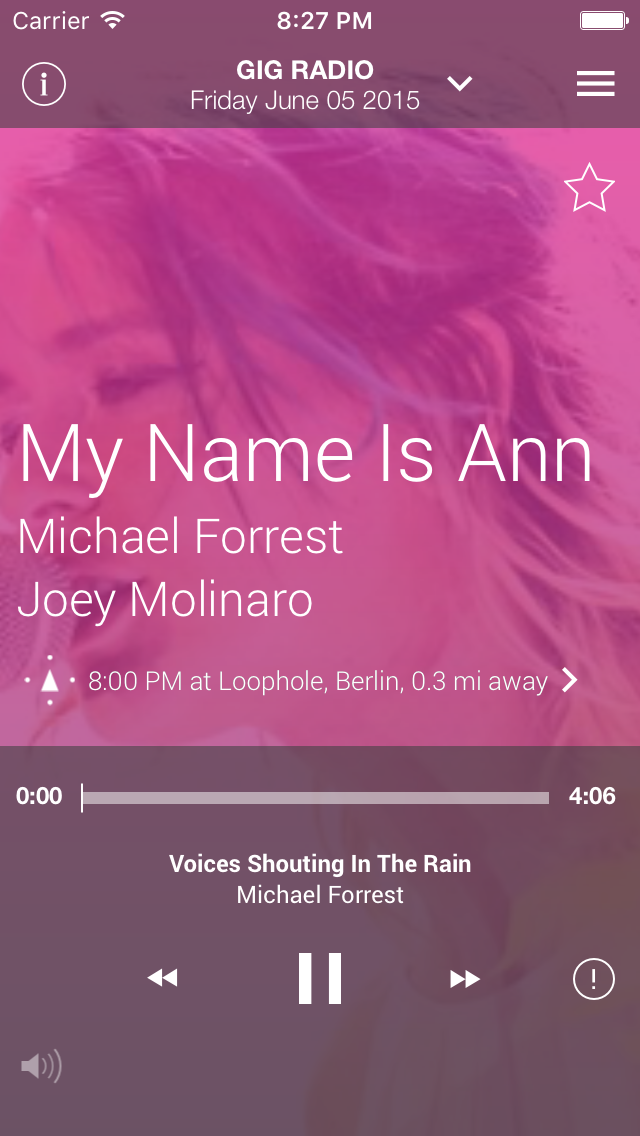 Carrier 8:27 PM
i GIG RADIO
Friday June 05 2015
My Name Is Ann
Michael Forrest
Joey Molinaro
8:00 PM at Loophole, Berlin, 0.3 mi away
0:00 4:06
Voices Shouting In The Rain
Michael Forrest
!